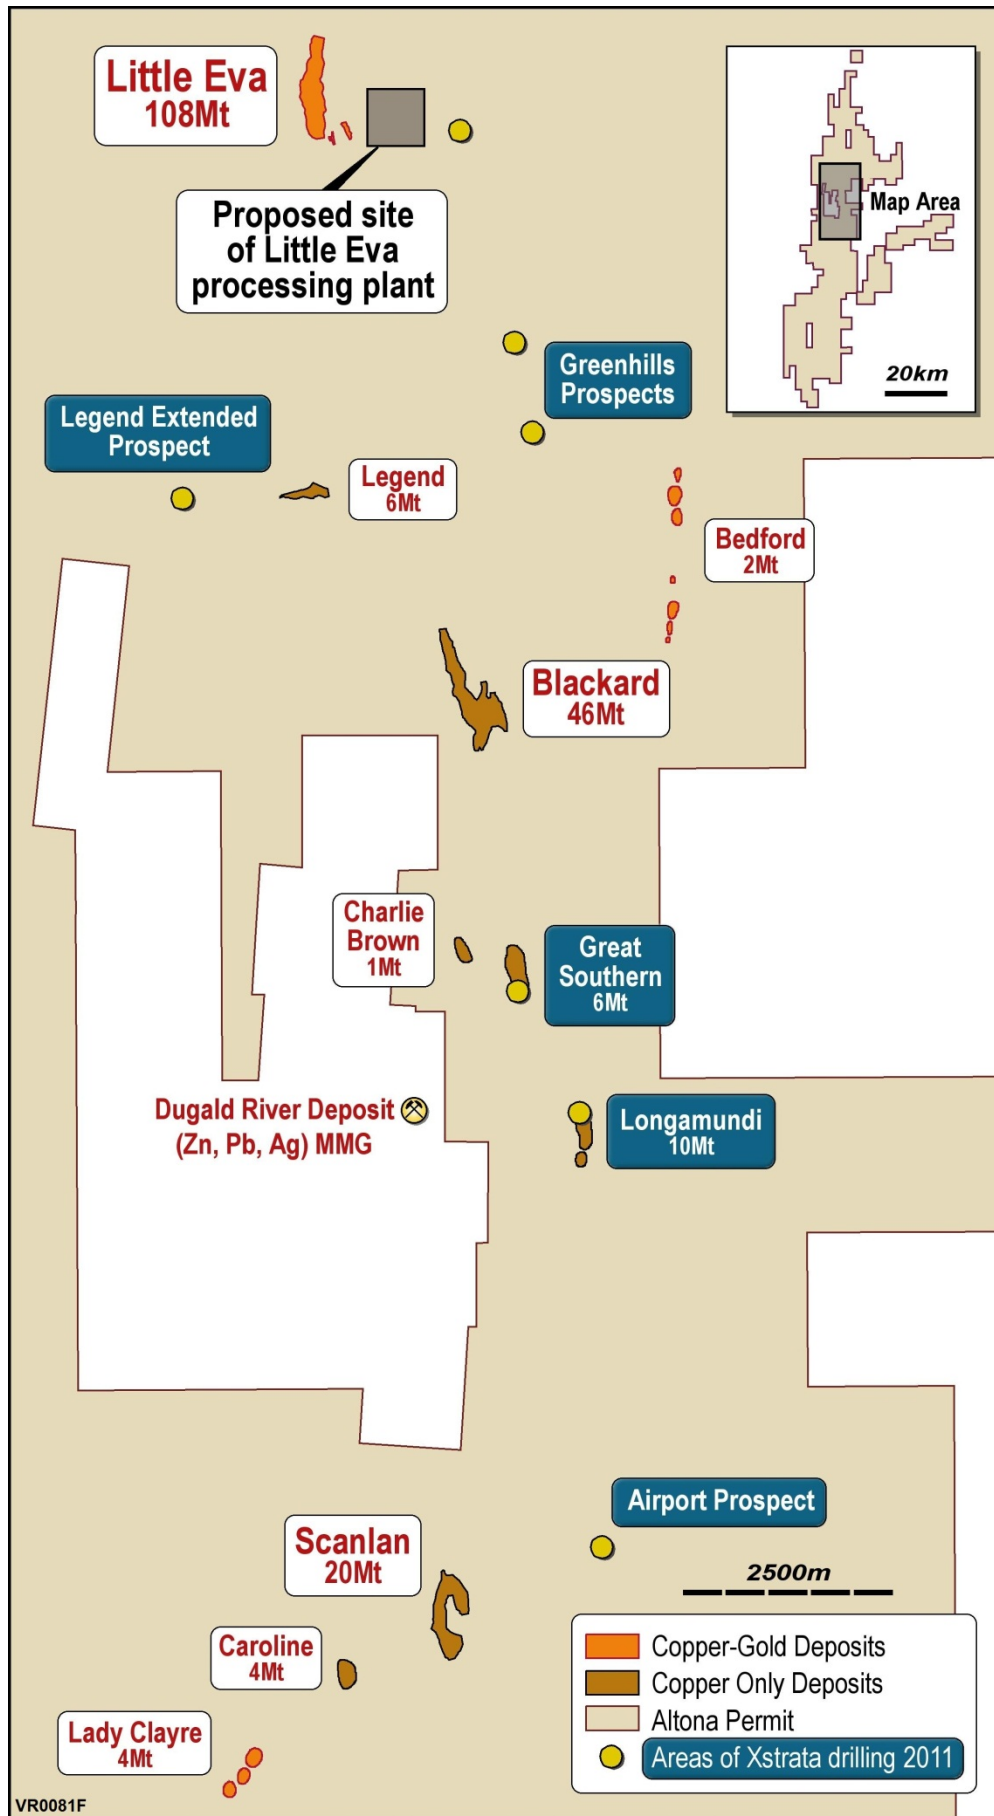 Little Eva
108Mt
Proposed site
of Little Eva
processing plant
Map Area
20km
Greenhills
Prospects
Legend Extended
Prospect
Legend
6Mt
Bedford
2Mt
Blackard
46Mt
Charlie
Brown
1Mt
Great
Southern
6Mt
Dugald River Deposit
(Zn, Pb, Ag) MMG
Longamundi
10Mt
Airport Prospect
Scanlan
20Mt
2500m
Caroline
4Mt
Lady Clayre
4Mt
Copper-Gold Deposits
Copper Only Deposits
Altona Permit
Areas of Xstrata drilling 2011
VR0081F